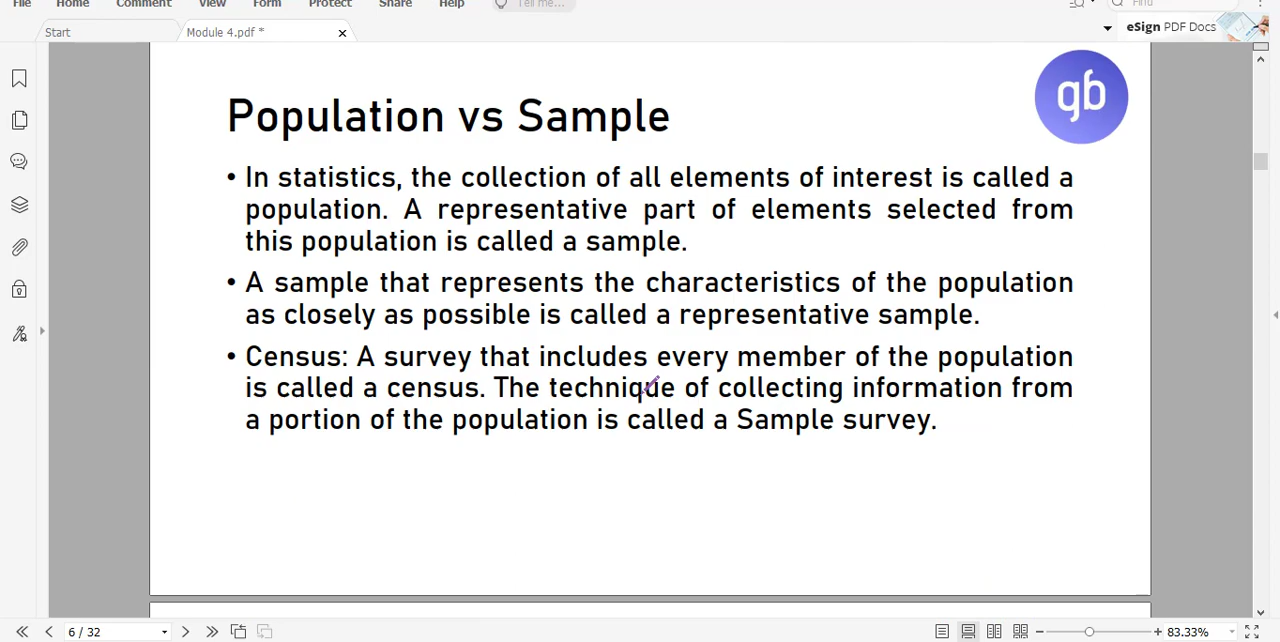 File Home Comment View Form Protect Share Help Tell me... Find
Start Module 4.pdf * eSign PDF Docs
gb
Population vs Sample
• In statistics, the collection of all elements of interest is called a
population. A representative part of elements selected from
this population is called a sample.
• A sample that represents the characteristics of the population
as closely as possible is called a representative sample.
• Census: A survey that includes every member of the population
is called a census. The technique of collecting information from
a portion of the population is called a Sample survey.
6 / 32 83.33%